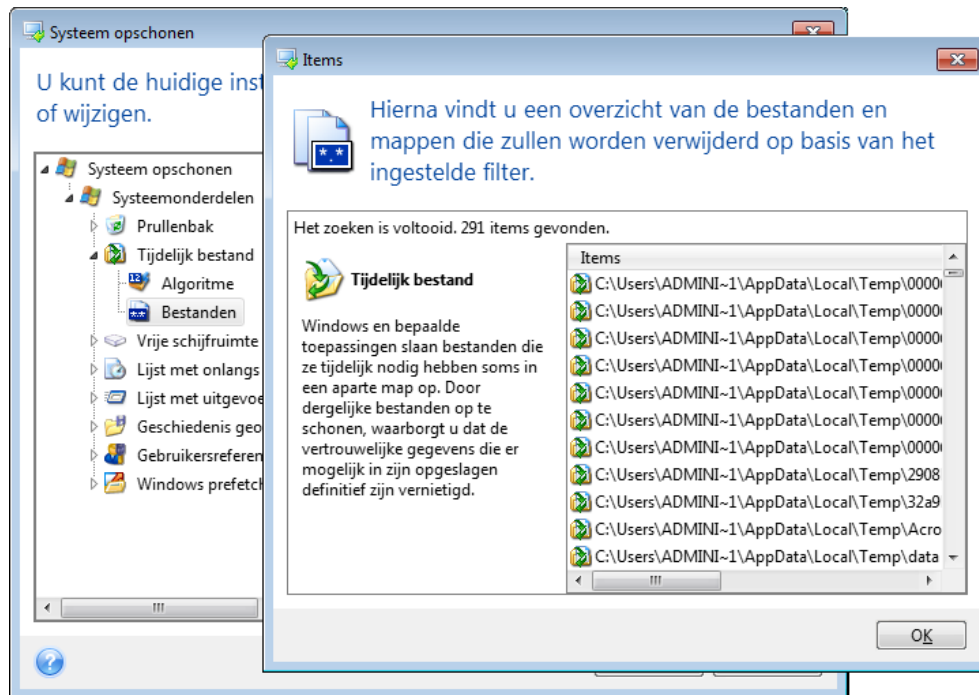 Systeem opschonen
U kunt de huidige inst
of wijzigen.
Systeem opschonen
Systeemonderdelen
Prullenbak
Tijdelijk bestand
Algoritme
Bestanden
Vrije schijfruimte
Lijst met onlangs
Lijst met uitgevoe
Geschiedenis geo
Gebruikersreferen
Windows prefetch
Items
Hierna vindt u een overzicht van de bestanden en
mappen die zullen worden verwijderd op basis van het
ingestelde filter.
Het zoeken is voltooid. 291 items gevonden.
Tijdelijk bestand
Windows en bepaalde
toepassingen slaan bestanden die
ze tijdelijk nodig hebben soms in
een aparte map op. Door
dergelijke bestanden op te
schonen, waarborgt u dat de
vertrouwelijke gegevens die er
mogelijk in zijn opgeslagen
definitief zijn vernietigd.
Items
C:\Users\ADMINI~1\AppData\Local\Temp\0000
C:\Users\ADMINI~1\AppData\Local\Temp\0000
C:\Users\ADMINI~1\AppData\Local\Temp\0000
C:\Users\ADMINI~1\AppData\Local\Temp\0000
C:\Users\ADMINI~1\AppData\Local\Temp\0000
C:\Users\ADMINI~1\AppData\Local\Temp\0000
C:\Users\ADMINI~1\AppData\Local\Temp\0000
C:\Users\ADMINI~1\AppData\Local\Temp\2908
C:\Users\ADMINI~1\AppData\Local\Temp\32a9
C:\Users\ADMINI~1\AppData\Local\Temp\Acro
C:\Users\ADMINI~1\AppData\Local\Temp\data
OK